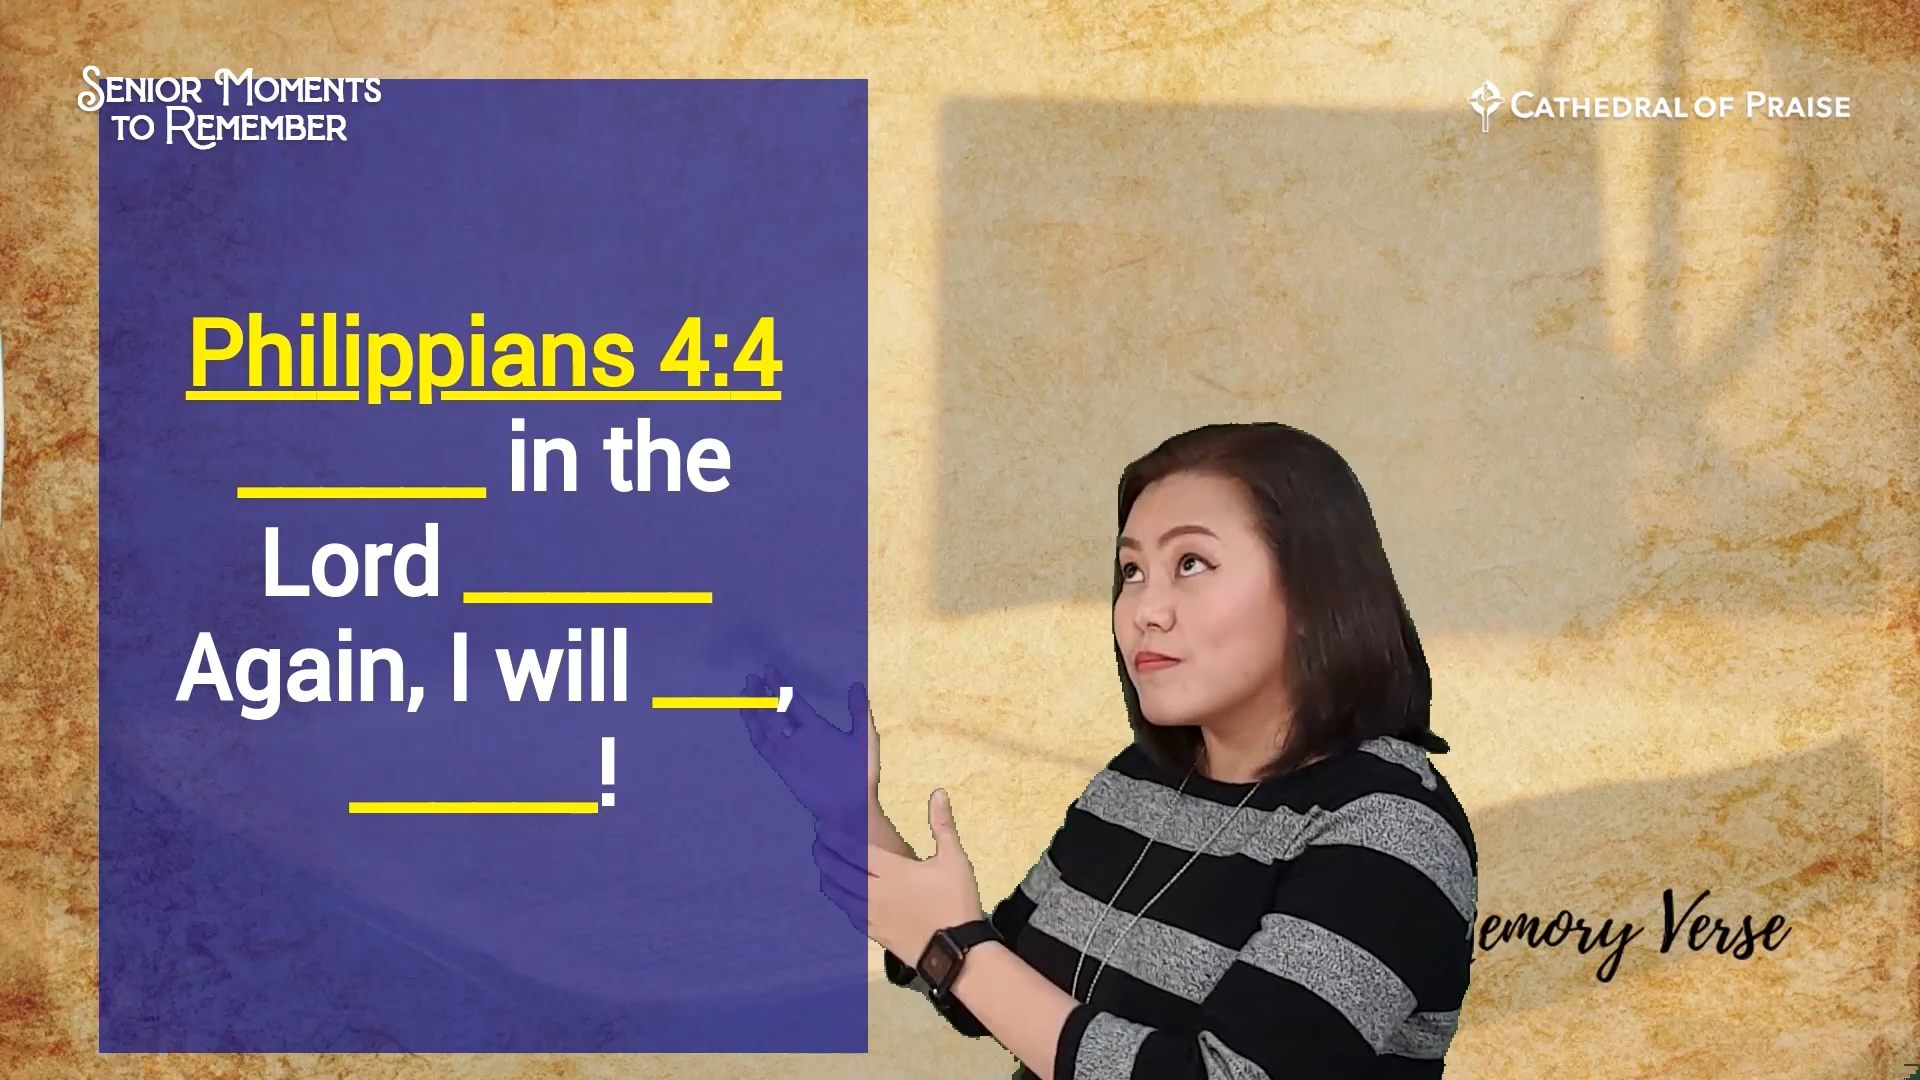 SENIOR MOMENTS
TO REMEMBER
CATHEDRAL OF PRAISE
Philippians 4:4
______ in the
Lord ______
Again, I will ___,
______!
Verse